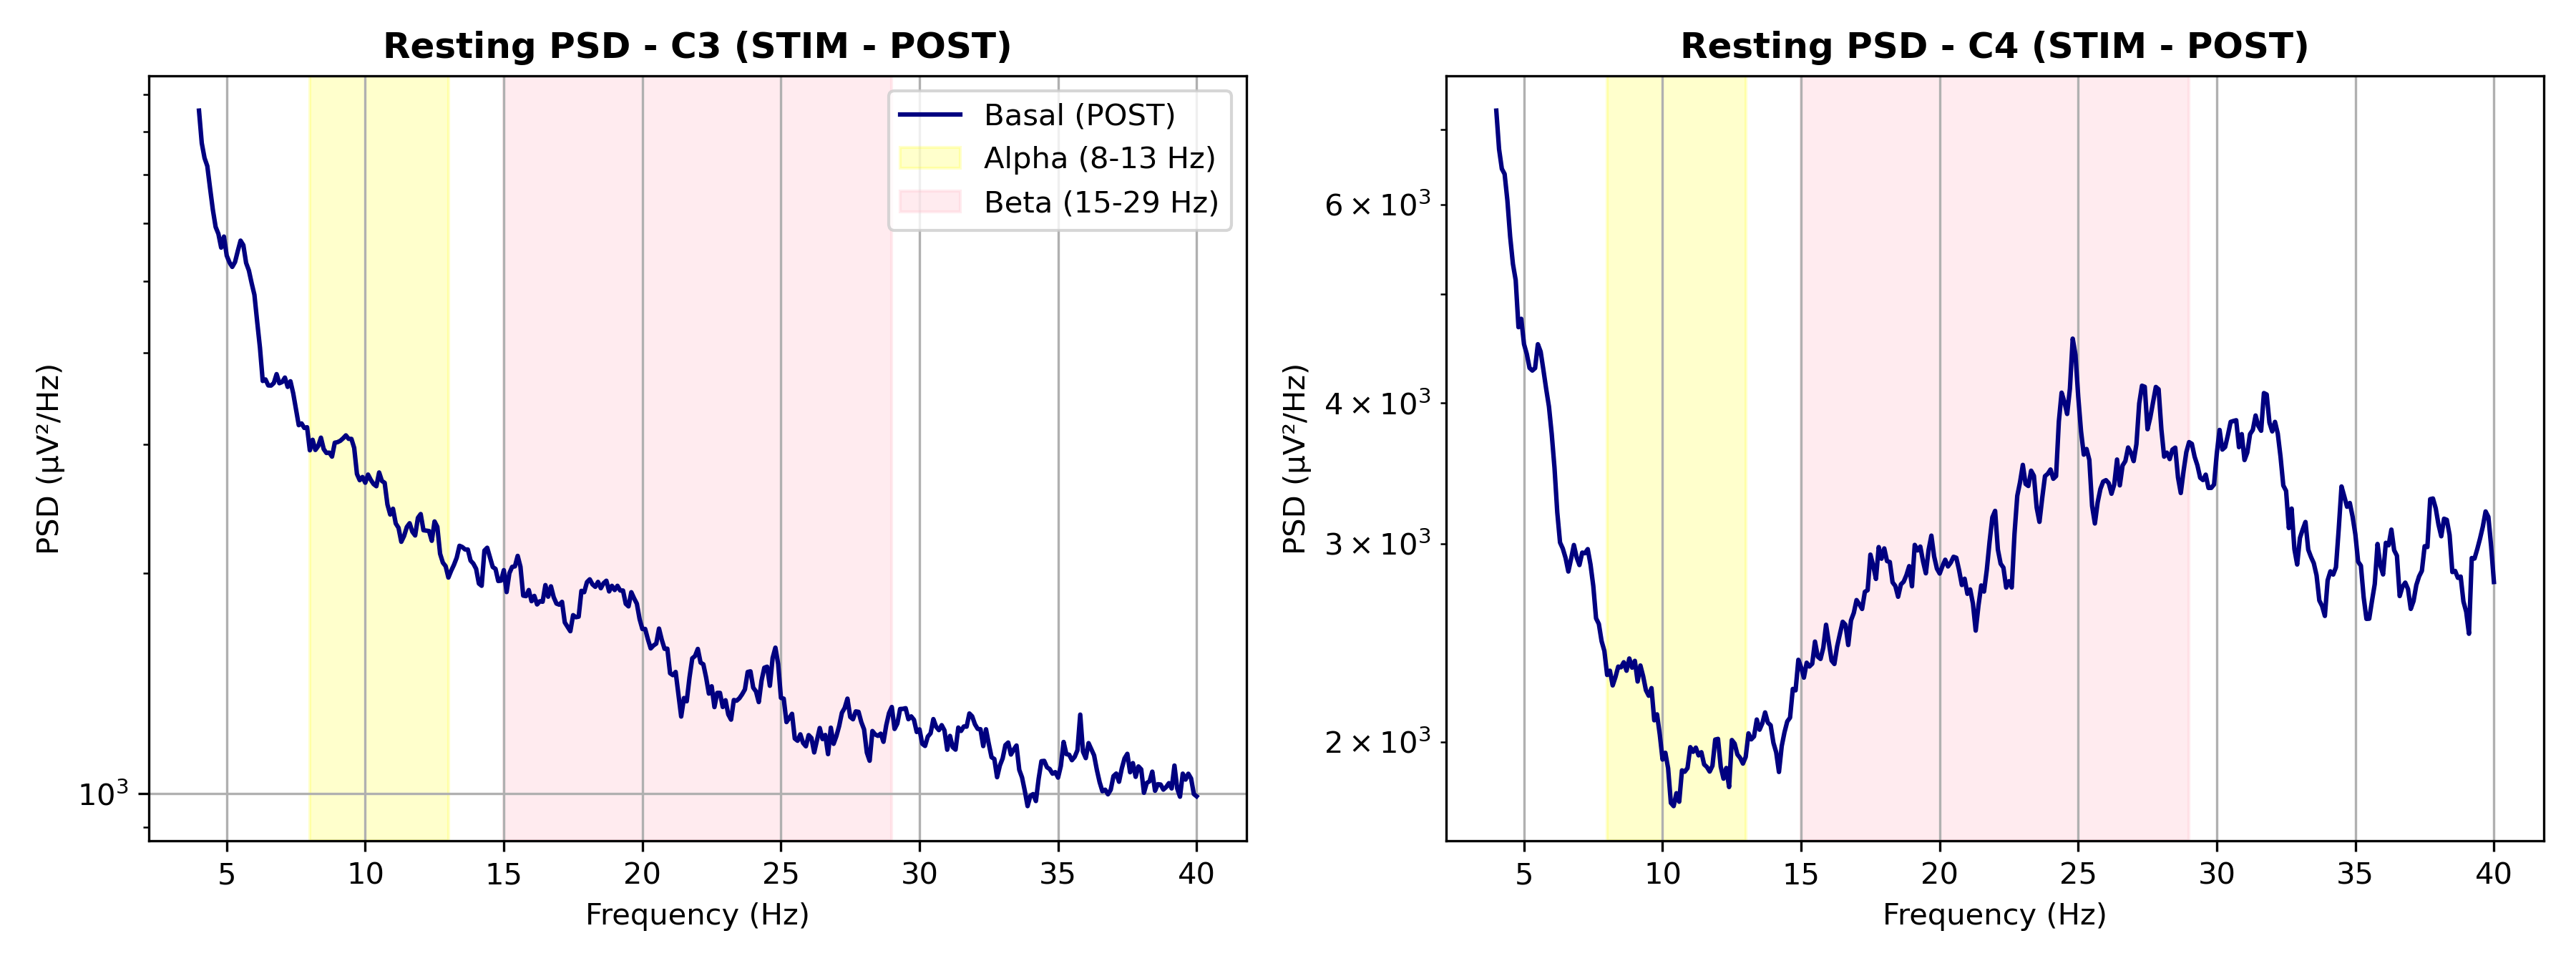 Resting PSD - C3 (STIM - POST)
PSD (µV²/Hz)
10³
5 10 15 20 25 30 35 40
Frequency (Hz)
Basal (POST)
Alpha (8-13 Hz)
Beta (15-29 Hz)
Resting PSD - C4 (STIM - POST)
PSD (µV²/Hz)
6 × 10³
4 × 10³
3 × 10³
2 × 10³
5 10 15 20 25 30 35 40
Frequency (Hz)